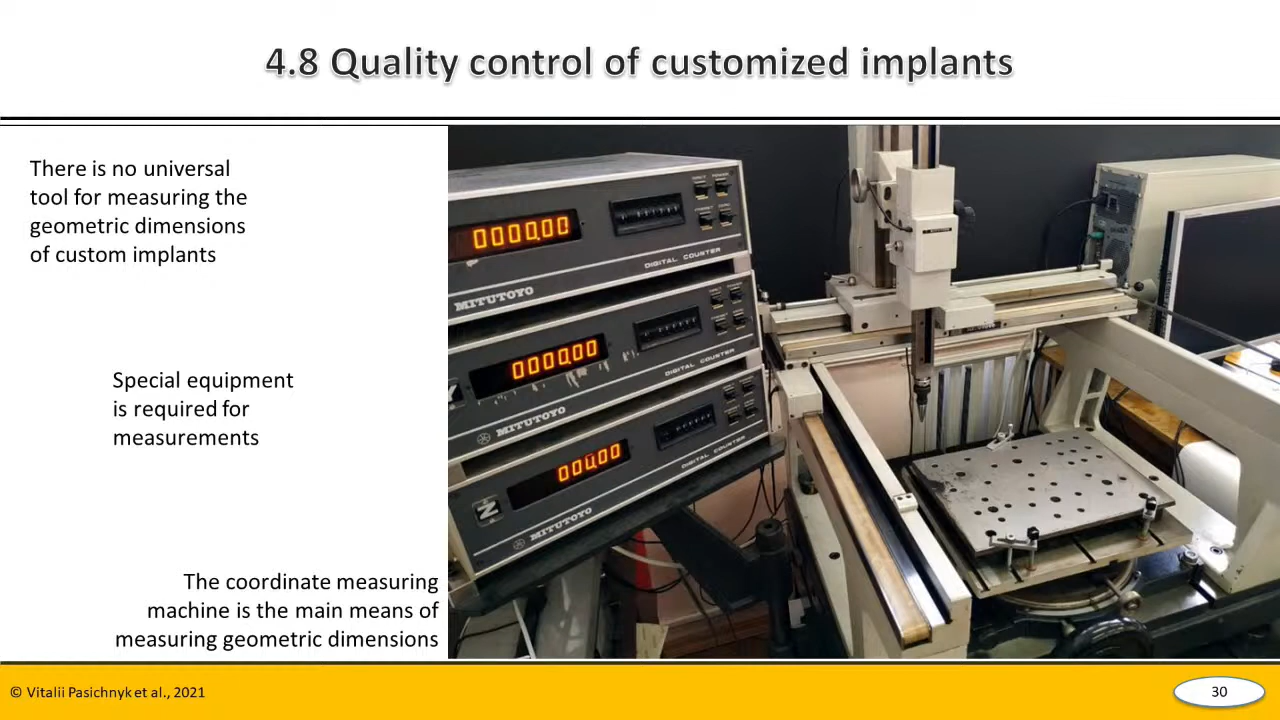 4.8 Quality control of customized implants
There is no universal
tool for measuring the
geometric dimensions
of custom implants
Special equipment
is required for
measurements
The coordinate measuring
machine is the main means of
measuring geometric dimensions
000000
DIGITAL COUNTER
MITUTOYO
000000
DIGITAL COUNTER
MITUTOYO
00000
DIGITAL COUNTER
Z
MITUTOYO
© Vitalii Pasichnyk et al., 2021
30